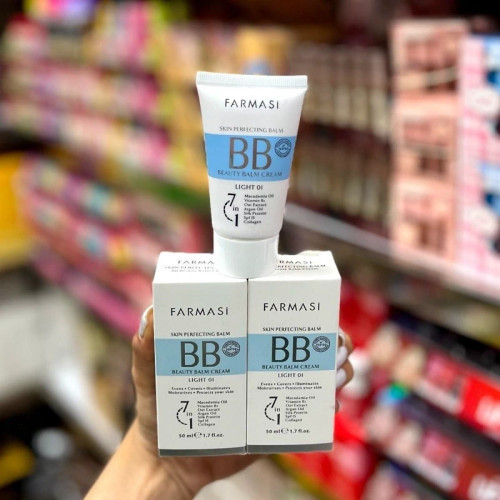 FARMASI
SKIN PERFECTING BALM
BB
BEAUTY BALM CREAM
LIGHT 01
7 in 1
Macadamia Oil
Vitamin B5
Oat Extract
Argan Oil
Silk Protein
Spf 15
Collagen
FARMASI
SKIN PERFECTING BALM
BB
BEAUTY BALM CREAM
LIGHT 01
Evens • Covers • Illuminates
Moisturizes • Protects your skin
7 in 1
Macadamia Oil
Vitamin B5
Oat Extract
Argan Oil
Silk Protein
Spf 15
Collagen
50 ml ℮ 1.7 fl.oz.
FARMASI
SKIN PERFECTING BALM
BB
BEAUTY BALM CREAM
LIGHT 01
Evens • Covers • Illuminates
Moisturizes • Protects your skin
7 in 1
Macadamia Oil
Vitamin B5
Oat Extract
Argan Oil
Silk Protein
Spf 15
Collagen
50 ml ℮ 1.7 fl.oz.